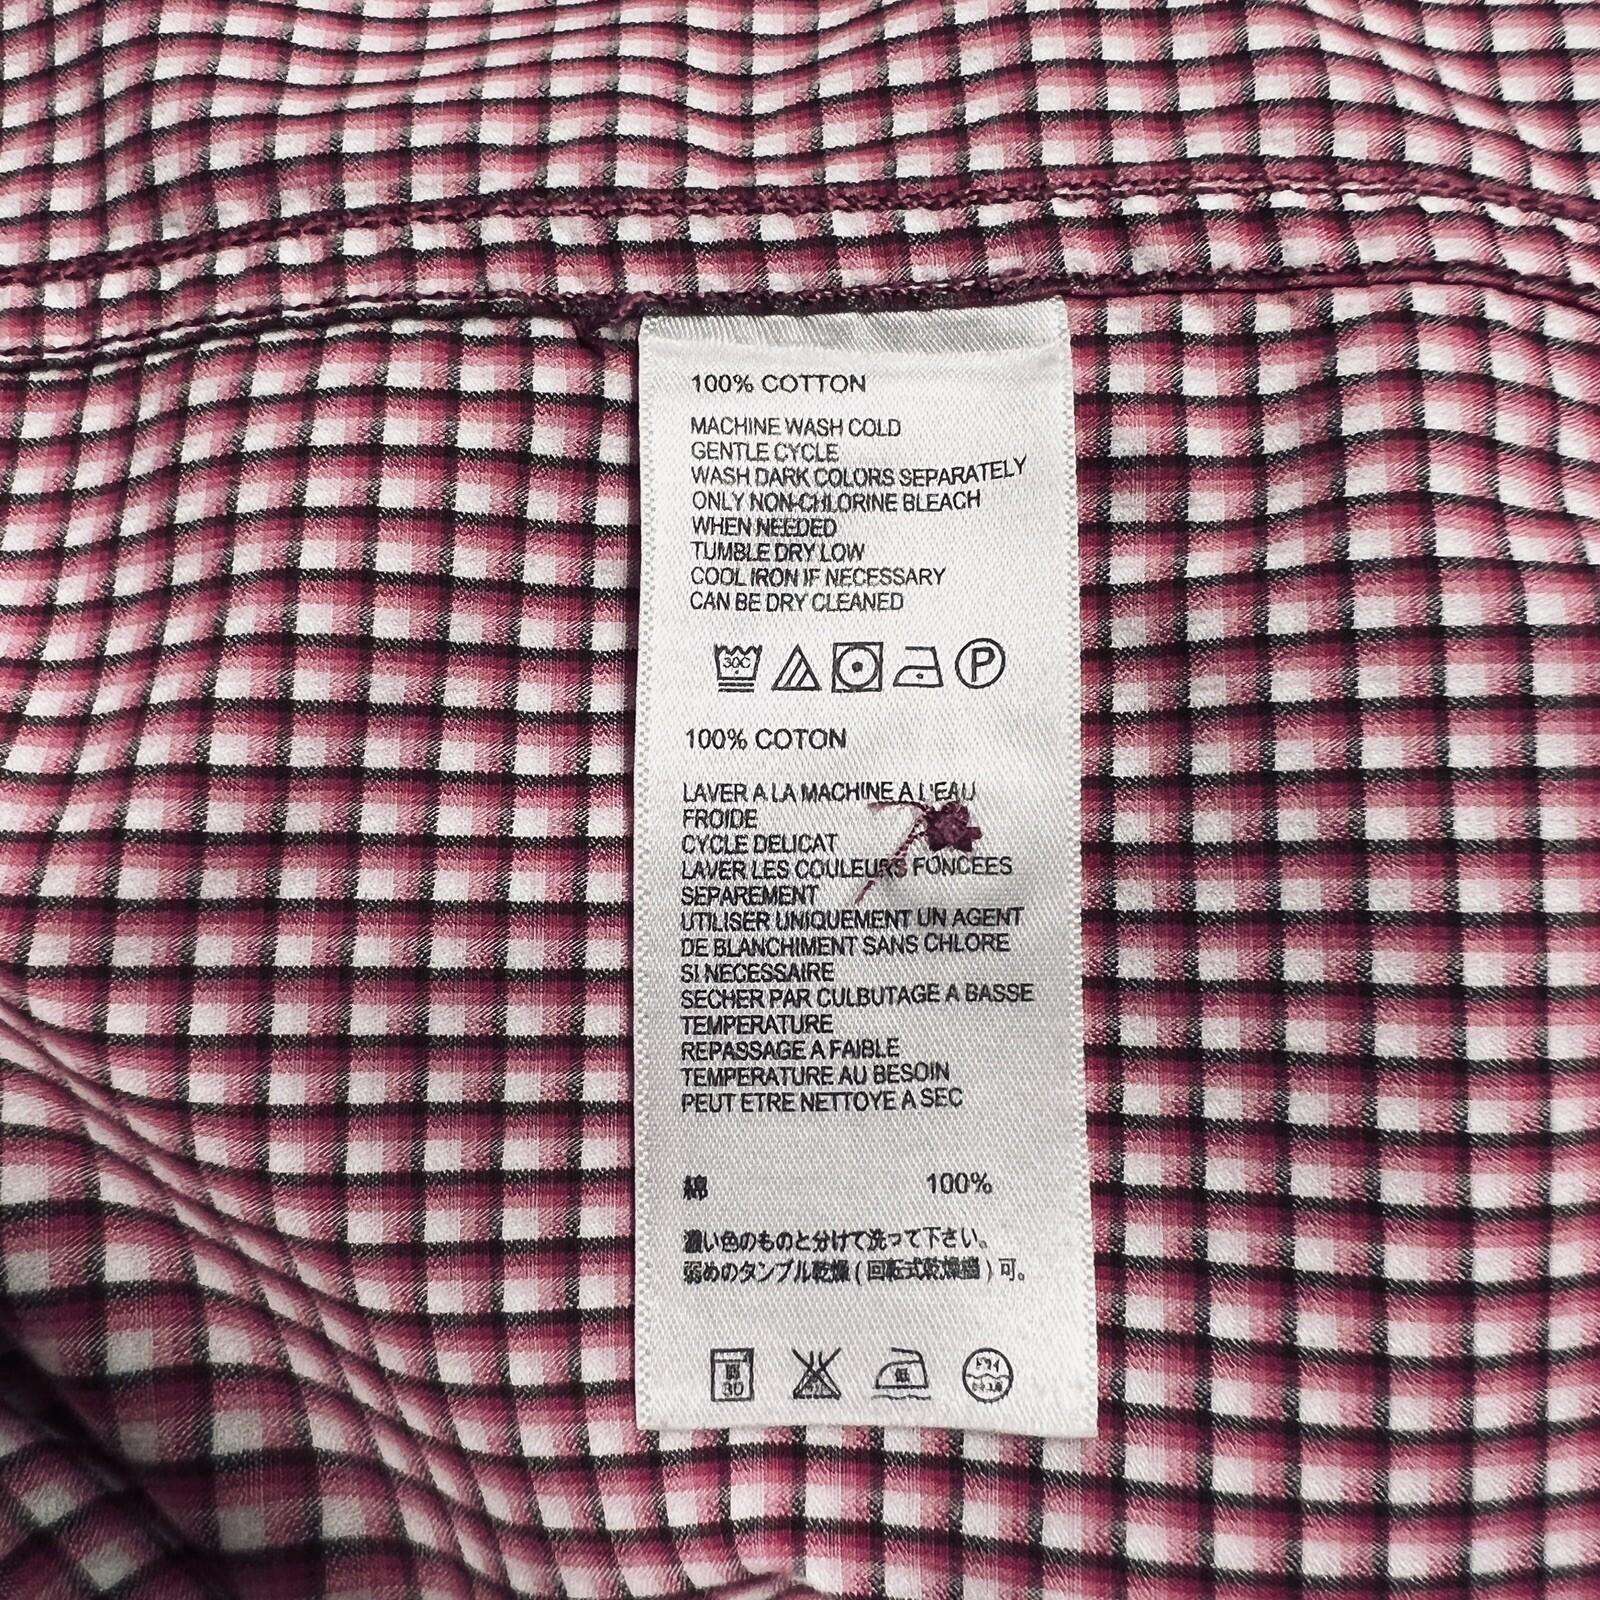 100% COTTON
MACHINE WASH COLD
GENTLE CYCLE
WASH DARK COLORS SEPARATELY
ONLY NON-CHLORINE BLEACH
WHEN NEEDED
TUMBLE DRY LOW
COOL IRON IF NECESSARY
CAN BE DRY CLEANED
30C P
100% COTON
LAVER A LA MACHINE A L'EAU
FROIDE
CYCLE DELICAT
LAVER LES COULEURS FONCEES
SEPAREMENT
UTILISER UNIQUEMENT UN AGENT
DE BLANCHIMENT SANS CHLORE
SI NECESSAIRE
SECHER PAR CULBUTAGE A BASSE
TEMPERATURE
REPASSAGE A FAIBLE
TEMPERATURE AU BESOIN
PEUT ETRE NETTOYE A SEC
綿 100%
濃い色のものと分けて洗って下さい。
弱めのタンブル乾燥(回転式乾燥機)可。
30 低